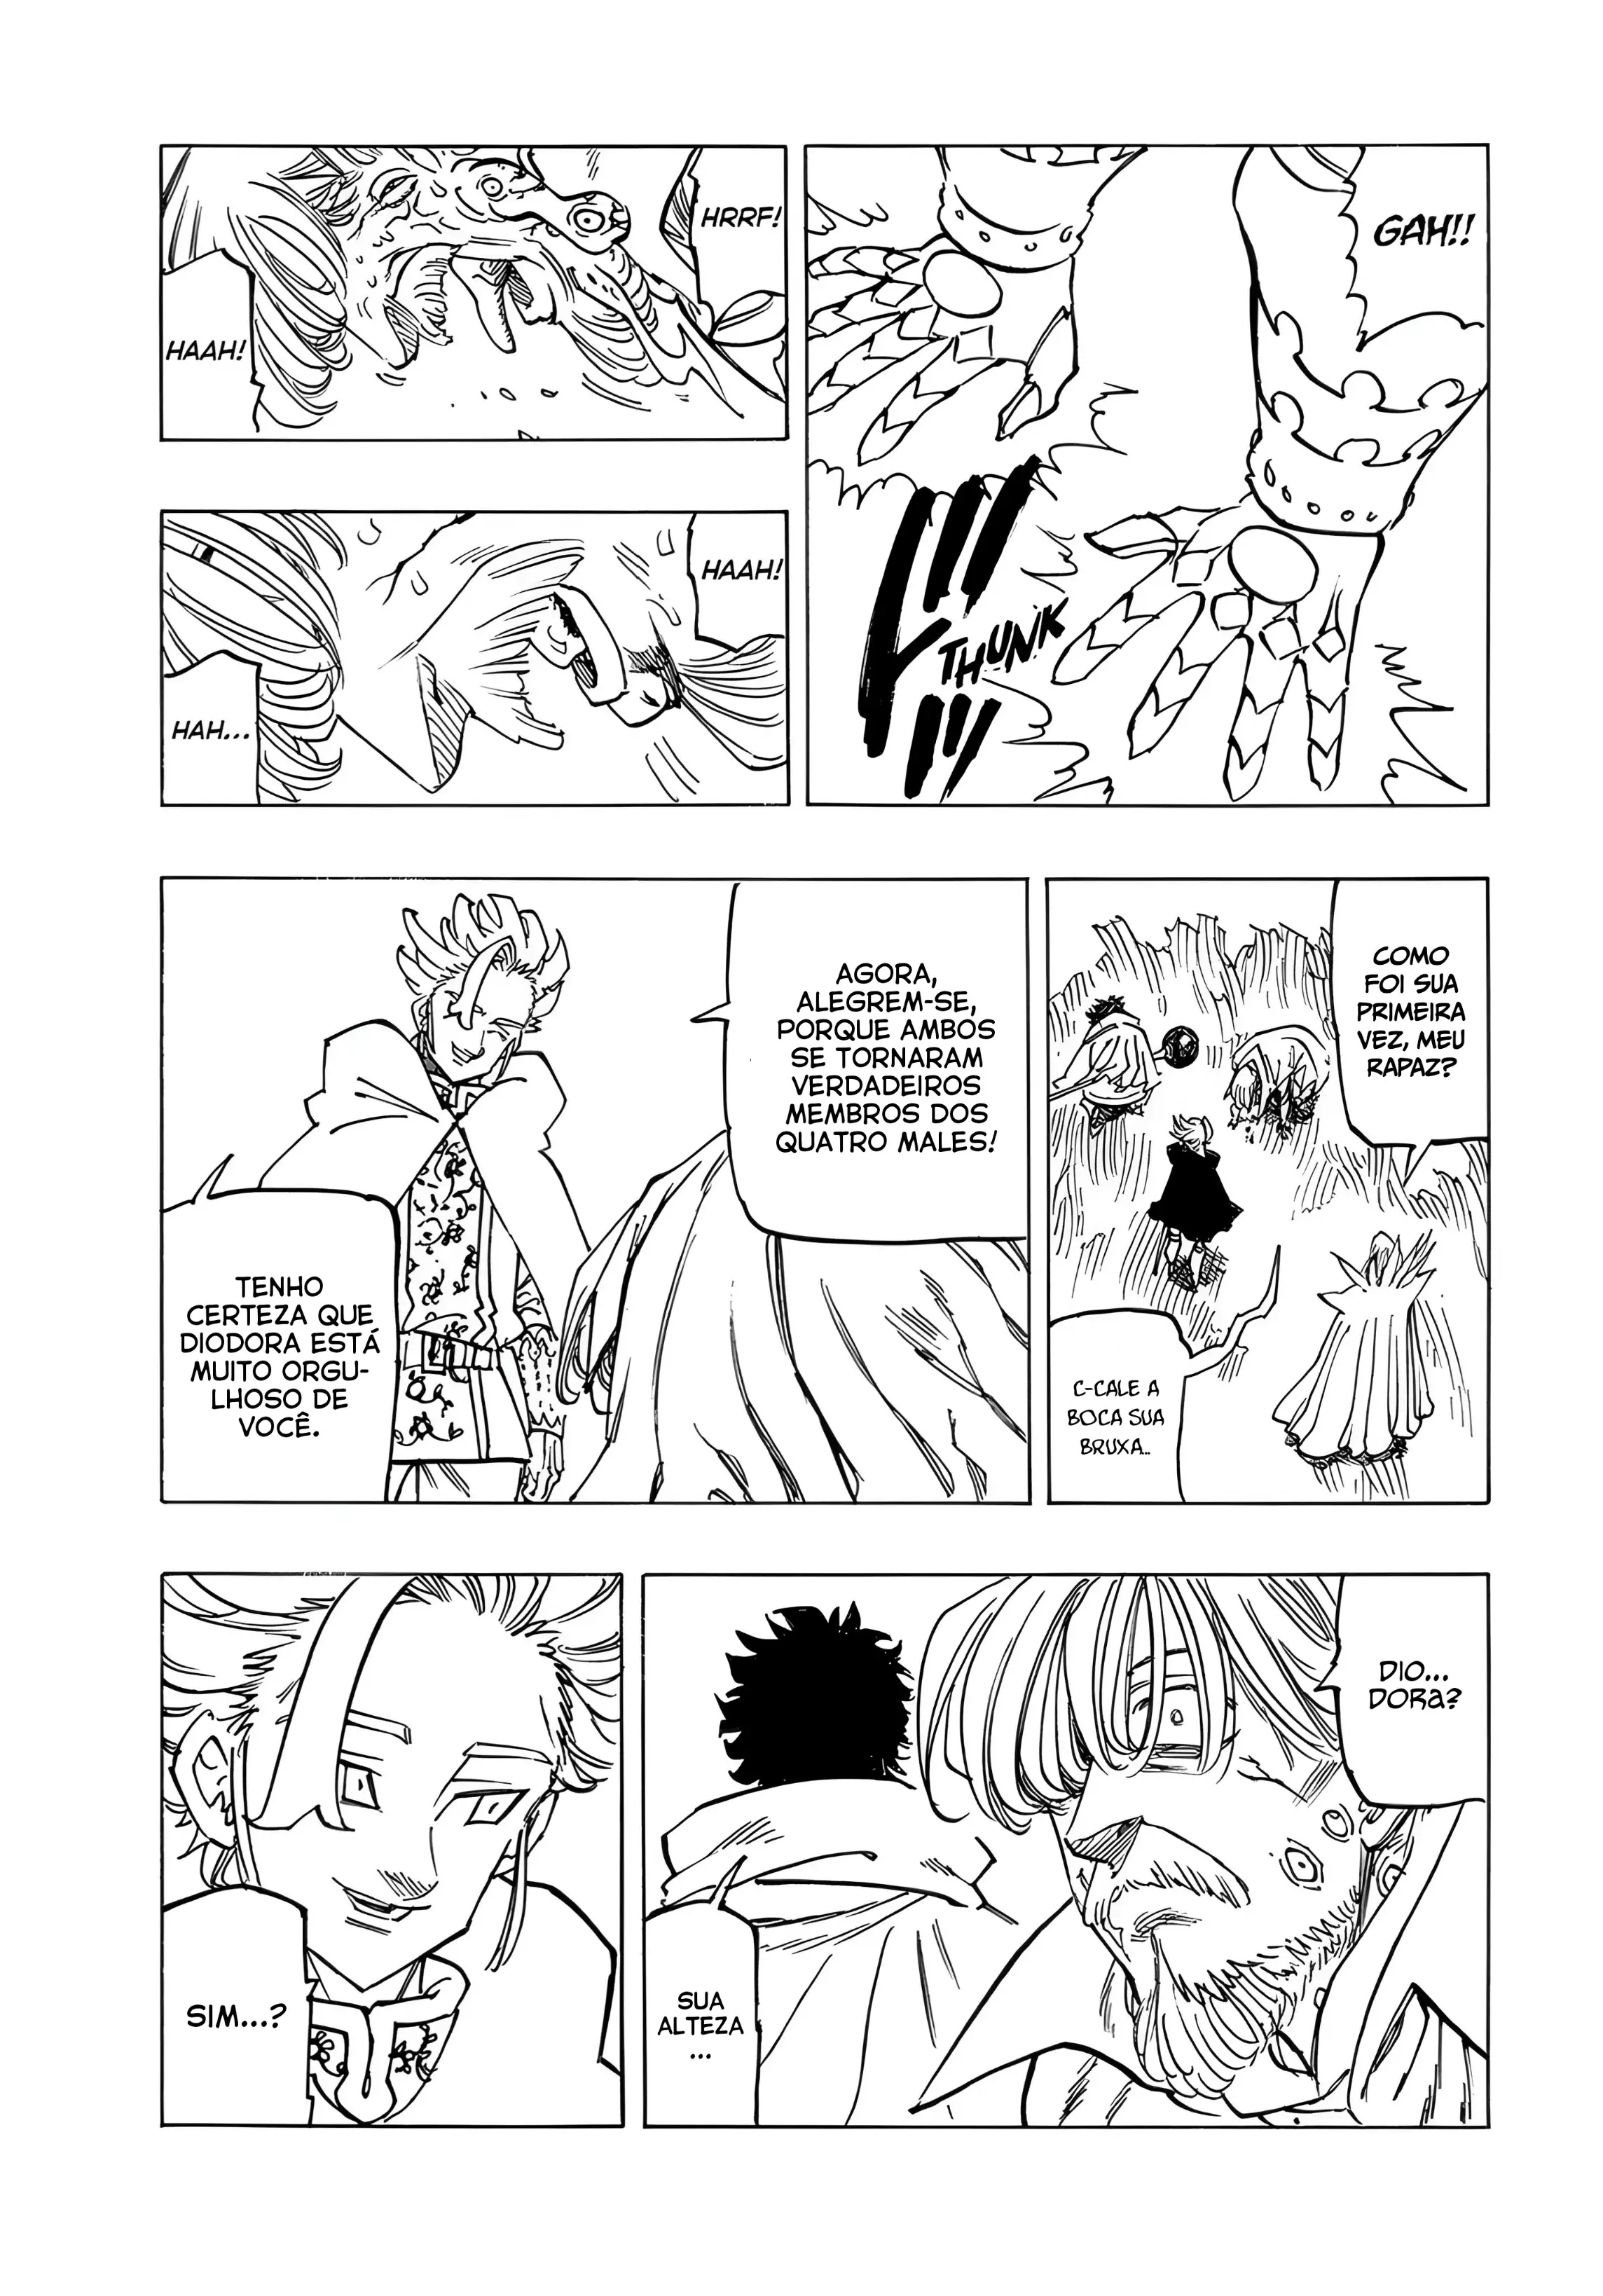 GAH!!
THUNK
HRRF!
HAAH!
HAAH!
HAH...
COMO
FOI SUA
PRIMEIRA
VEZ, MEU
RAPAZ?
C-CALE A
BOCA SUA
BRUXA...
AGORA,
ALEGREM-SE,
PORQUE AMBOS
SE TORNARAM
VERDADEIROS
MEMBROS DOS
QUATRO MALES!
TENHO
CERTEZA QUE
DIODORA ESTÁ
MUITO ORGU-
LHOSO DE
VOCÊ.
DIO...
DORA?
SUA
ALTEZA
...
SIM...?